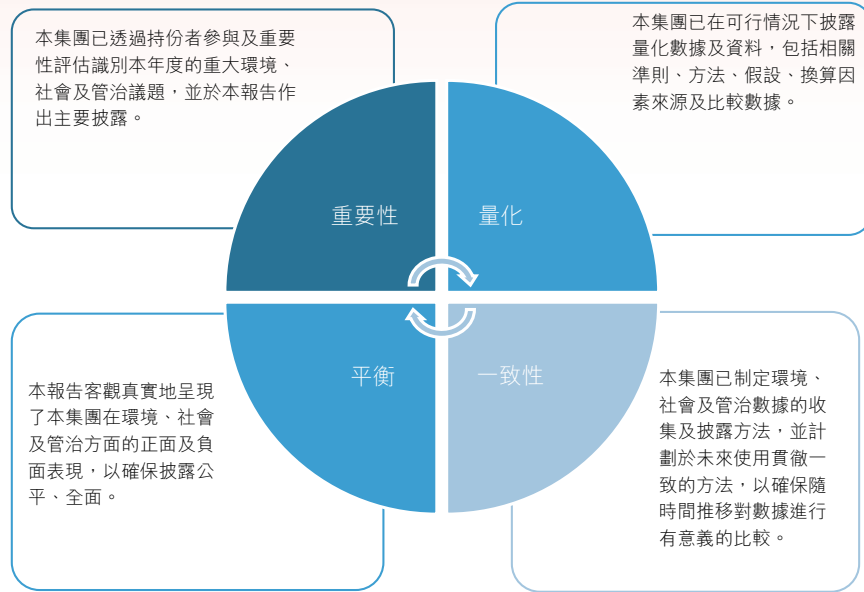 本集團已透過持份者參與及重要
性評估識別本年度的重大環境、
社會及管治議題，並於本報告作
出主要披露。
本集團已在可行情況下披露
量化數據及資料，包括相關
準則、方法、假設、換算因
素來源及比較數據。
重要性
量化
平衡
一致性
本報告客觀真實地呈現
了本集團在環境、社會
及管治方面的正面及負
面表現，以確保披露公
平、全面。
本集團已制定環境、
社會及管治數據的收
集及披露方法，並計
劃於未來使用貫徹一
致的方法，以確保隨
時間推移對數據進行
有意義的比較。